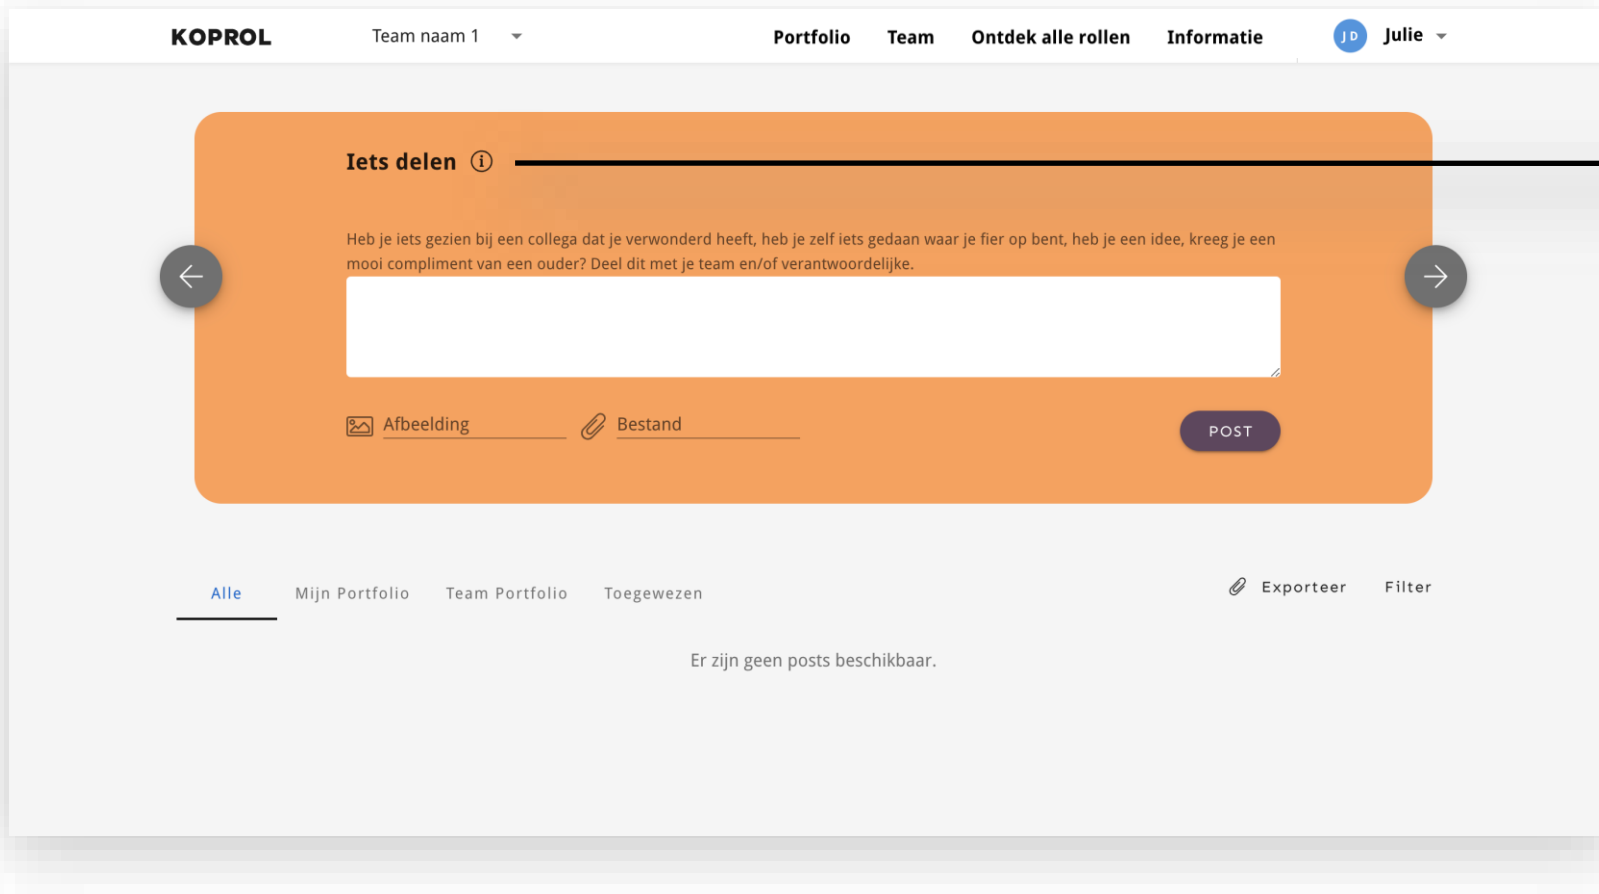 KOPROL Team naam 1 Portfolio Team Ontdek alle rollen Informatie JD Julie
Iets delen
Heb je iets gezien bij een collega dat je verwonderd heeft, heb je zelf iets gedaan waar je fier op bent, heb je een idee, kreeg je een
mooi compliment van een ouder? Deel dit met je team en/of verantwoordelijke.
Afbeelding Bestand POST
Alle Mijn Portfolio Team Portfolio Toegewezen Exporteer Filter
Er zijn geen posts beschikbaar.